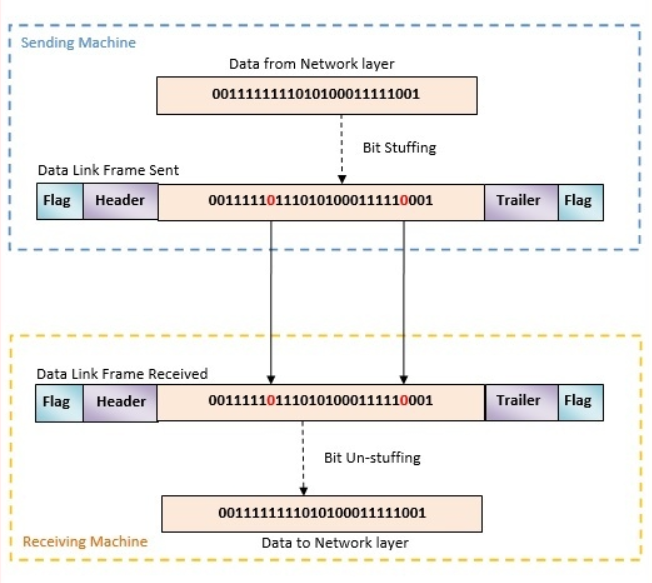 Sending Machine
Data from Network layer
0011111111010100011111001
Bit Stuffing
Data Link Frame Sent
Flag Header 001111101110101000111110001 Trailer Flag
Data Link Frame Received
Flag Header 001111101110101000111110001 Trailer Flag
Bit Un-stuffing
0011111111010100011111001
Receiving Machine
Data to Network layer